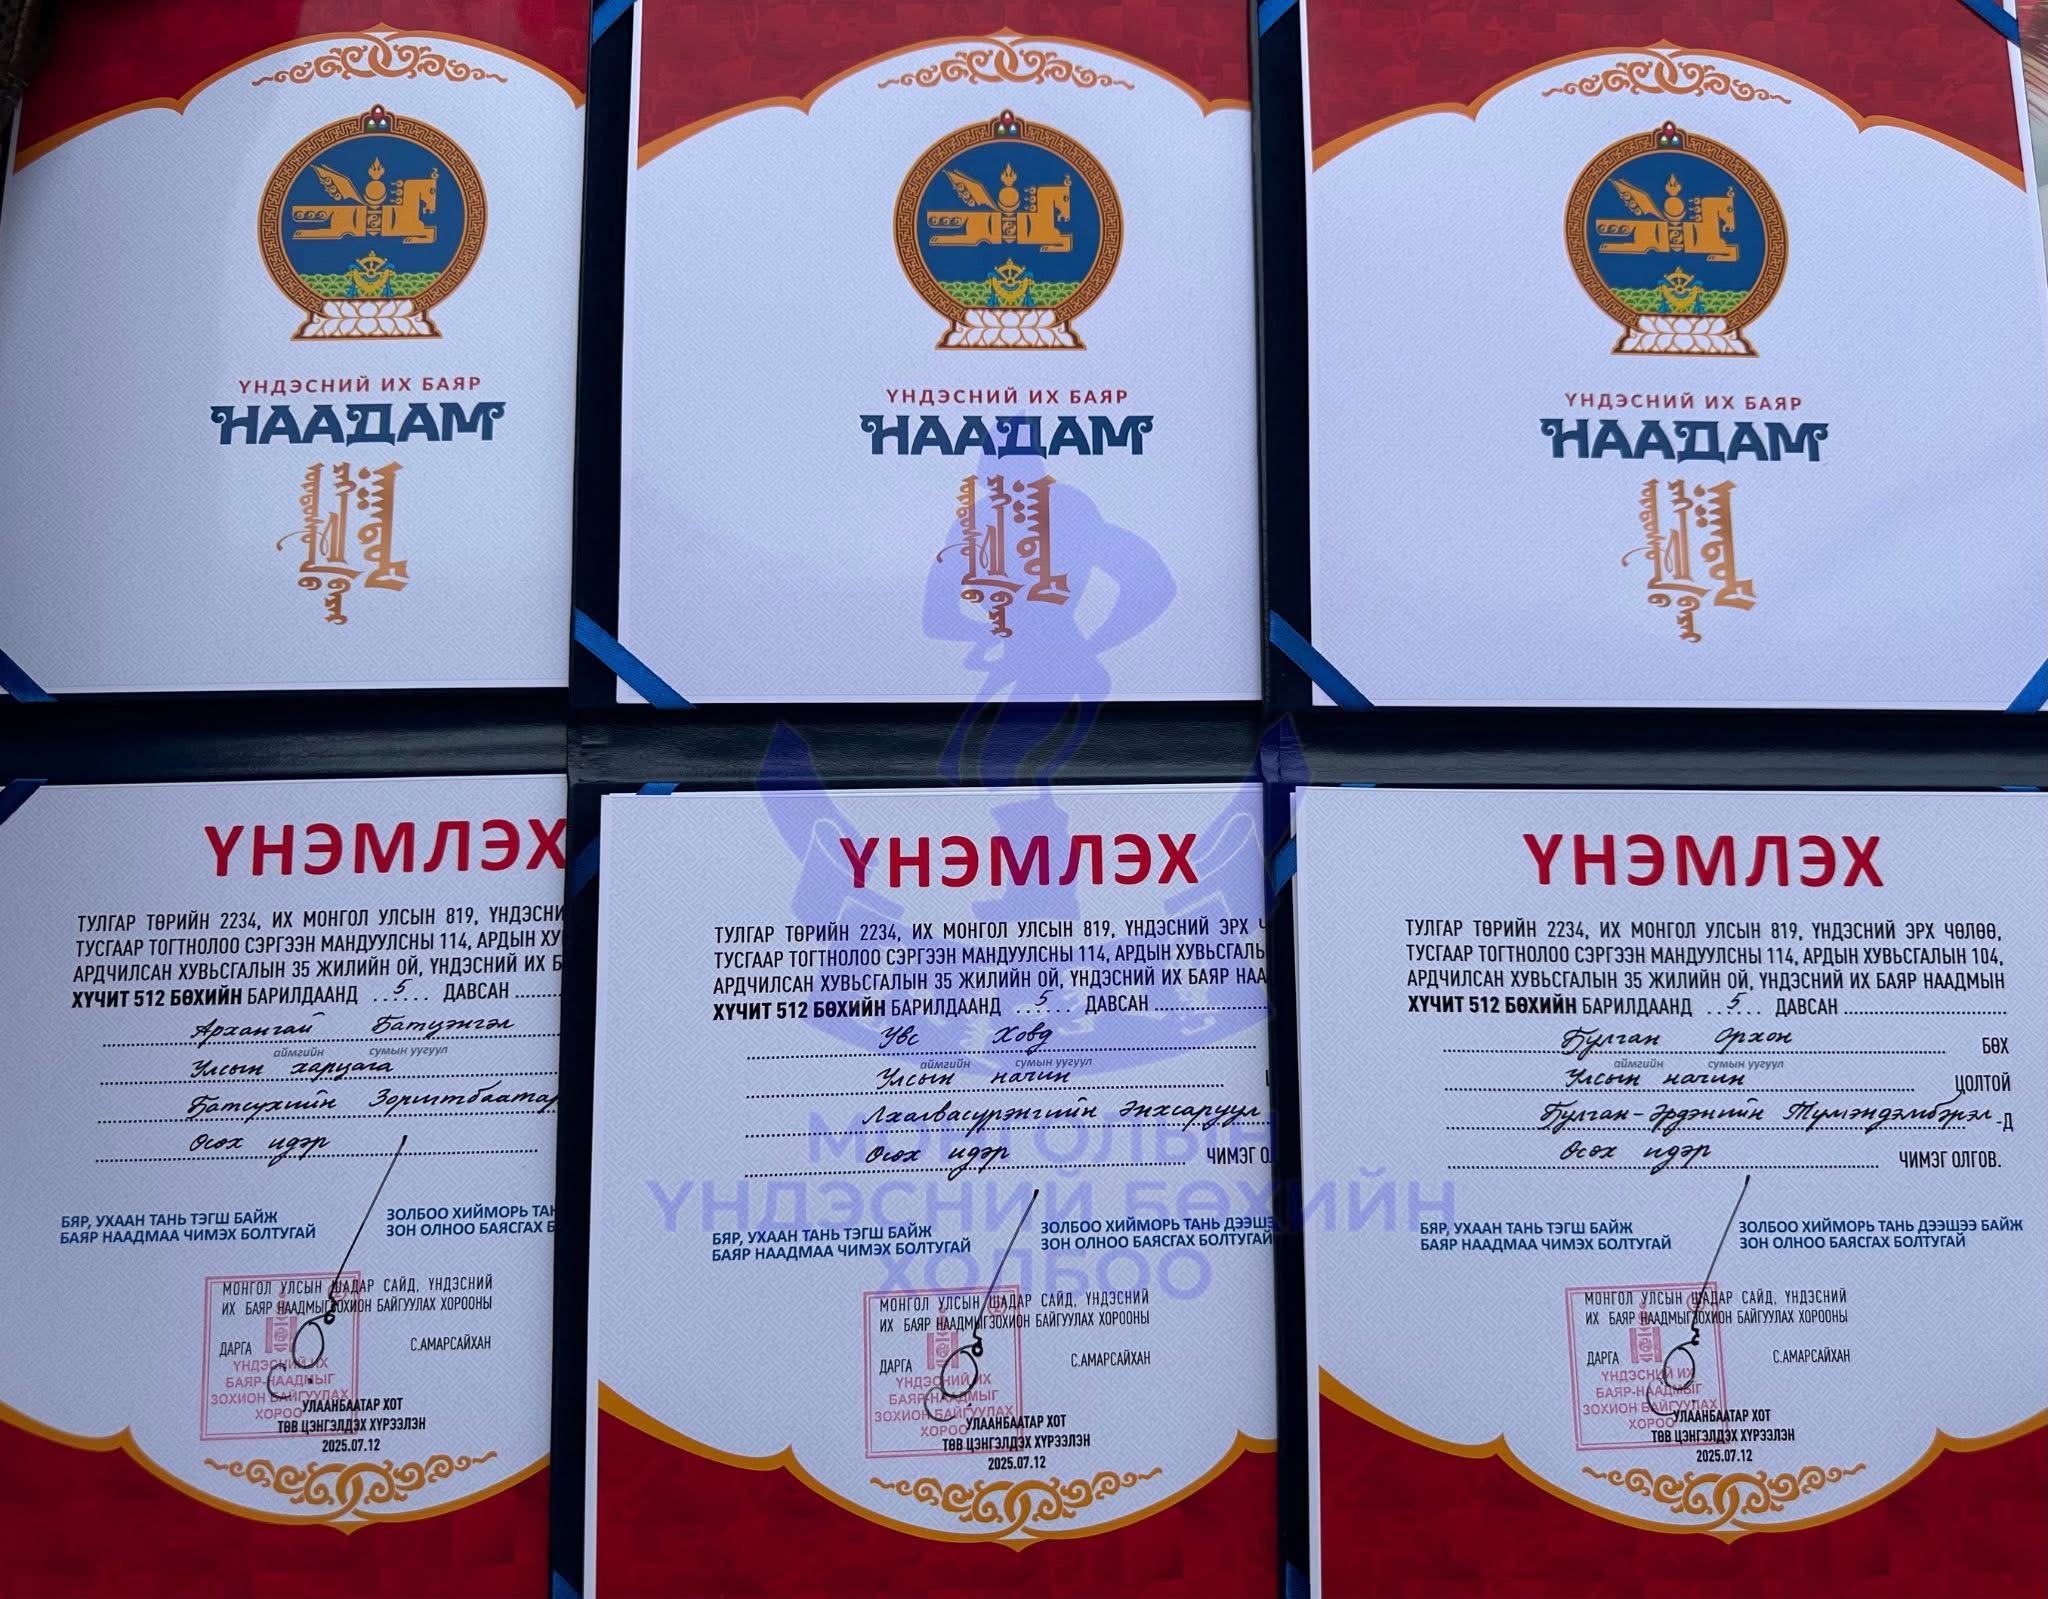 ҮНДЭСНИЙ ИХ БАЯР
НААДАМ
ҮНДЭСНИЙ ИХ БАЯР
НААДАМ
ҮНДЭСНИЙ ИХ БАЯР
НААДАМ
ҮНЭМЛЭХ
ТУЛГАР ТӨРИЙН 2234, ИХ МОНГОЛ УЛСЫН 819, ҮНДЭСНИ
ТУСГААР ТОГТНОЛОО СЭРГЭЭН МАНДУУЛСНЫ 114, АРДЫН ХУ
АРДЧИЛСАН ХУВЬСГАЛЫН 35 ЖИЛИЙН ОЙ, ҮНДЭСНИЙ ИХ Б
ХҮЧИТ 512 БӨХИЙН БАРИЛДААНД ..5.... ДАВСАН
Архангай Батцэнгэл
аймгийн сумын уугуул
Улсын харцага
Батсухийн Зоригтбаатар
Өсөх идэр
БЯР, УХААН ТАНЬ ТЭГШ БАЙЖ
БАЯР НААДМАА ЧИМЭХ БОЛТУГАЙ
ЗОЛБОО ХИЙМОРЬ ТАН
ЗОН ОЛНОО БАЯСГАХ Б
МОНГОЛ УЛСЫН ШАДАР САЙД, ҮНДЭСНИЙ
ИХ БАЯР НААДМЫГ ЗОХИОН БАЙГУУЛАХ ХОРООНЫ
ДАРГА С.АМАРСАЙХАН
ҮНДЭСНИЙ ИХ
БАЯР-НААДМЫГ
ЗОХИОН БАЙГУУЛАХ
ХОРОО
УЛААНБААТАР ХОТ
ТӨВ ЦЭНГЭЛДЭХ ХҮРЭЭЛЭН
2025.07.12
ҮНЭМЛЭХ
ТУЛГАР ТӨРИЙН 2234, ИХ МОНГОЛ УЛСЫН 819, ҮНДЭСНИЙ ЭРХ Ч
ТУСГААР ТОГТНОЛОО СЭРГЭЭН МАНДУУЛСНЫ 114, АРДЫН ХУВЬСГАЛЫ
АРДЧИЛСАН ХУВЬСГАЛЫН 35 ЖИЛИЙН ОЙ, ҮНДЭСНИЙ ИХ БАЯР НАА
ХҮЧИТ 512 БӨХИЙН БАРИЛДААНД ..5.... ДАВСАН
Увс Ховд
аймгийн сумын уугуул
Улсын начин
Лхагвасүрэнгийн Энхсаруул
Өсөх идэр ЧИМЭГ ОЛ
БЯР, УХААН ТАНЬ ТЭГШ БАЙЖ
БАЯР НААДМАА ЧИМЭХ БОЛТУГАЙ
ЗОЛБОО ХИЙМОРЬ ТАНЬ ДЭЭШЭЭ
ЗОН ОЛНОО БАЯСГАХ БОЛТУГАЙ
МОНГОЛ УЛСЫН ШАДАР САЙД, ҮНДЭСНИЙ
ИХ БАЯР НААДМЫГ ЗОХИОН БАЙГУУЛАХ ХОРООНЫ
ДАРГА С.АМАРСАЙХАН
ҮНДЭСНИЙ ИХ
БАЯР-НААДМЫГ
ЗОХИОН БАЙГУУЛАХ
ХОРОО
УЛААНБААТАР ХОТ
ТӨВ ЦЭНГЭЛДЭХ ХҮРЭЭЛЭН
2025.07.12
ҮНЭМЛЭХ
ТУЛГАР ТӨРИЙН 2234, ИХ МОНГОЛ УЛСЫН 819, ҮНДЭСНИЙ ЭРХ ЧӨЛӨӨ,
ТУСГААР ТОГТНОЛОО СЭРГЭЭН МАНДУУЛСНЫ 114, АРДЫН ХУВЬСГАЛЫН 104,
АРДЧИЛСАН ХУВЬСГАЛЫН 35 ЖИЛИЙН ОЙ, ҮНДЭСНИЙ ИХ БАЯР НААДМЫН
ХҮЧИТ 512 БӨХИЙН БАРИЛДААНД ..5.... ДАВСАН
Булган Орхон БӨХ
аймгийн сумын уугуул
Улсын начин ЦОЛТОЙ
Булган-Эрдэнийн Түмэндэмбэрэл -Д
Өсөх идэр ЧИМЭГ ОЛГОВ.
БЯР, УХААН ТАНЬ ТЭГШ БАЙЖ
БАЯР НААДМАА ЧИМЭХ БОЛТУГАЙ
ЗОЛБОО ХИЙМОРЬ ТАНЬ ДЭЭШЭЭ БАЙЖ
ЗОН ОЛНОО БАЯСГАХ БОЛТУГАЙ
МОНГОЛ УЛСЫН ШАДАР САЙД, ҮНДЭСНИЙ
ИХ БАЯР НААДМЫГ ЗОХИОН БАЙГУУЛАХ ХОРООНЫ
ДАРГА С.АМАРСАЙХАН
ҮНДЭСНИЙ ИХ
БАЯР-НААДМЫГ
ЗОХИОН БАЙГУУЛАХ
ХОРОО
УЛААНБААТАР ХОТ
ТӨВ ЦЭНГЭЛДЭХ ХҮРЭЭЛЭН
2025.07.12
МОНГОЛЫН
ҮНДЭСНИЙ БӨХИЙН
ХОЛБОО